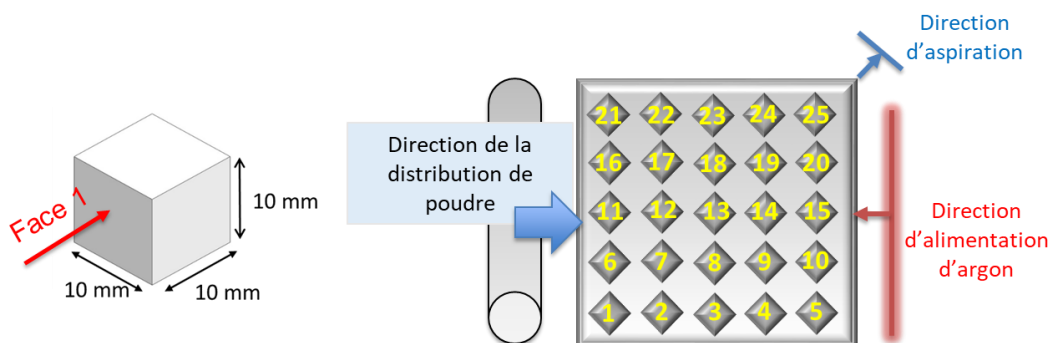 Face 1
10 mm
10 mm
10 mm
Direction de la
distribution de
poudre
21 22 23 24 25
16 17 18 19 20
11 12 13 14 15
6 7 8 9 10
1 2 3 4 5
Direction
d’aspiration
Direction
d’alimentation
d’argon